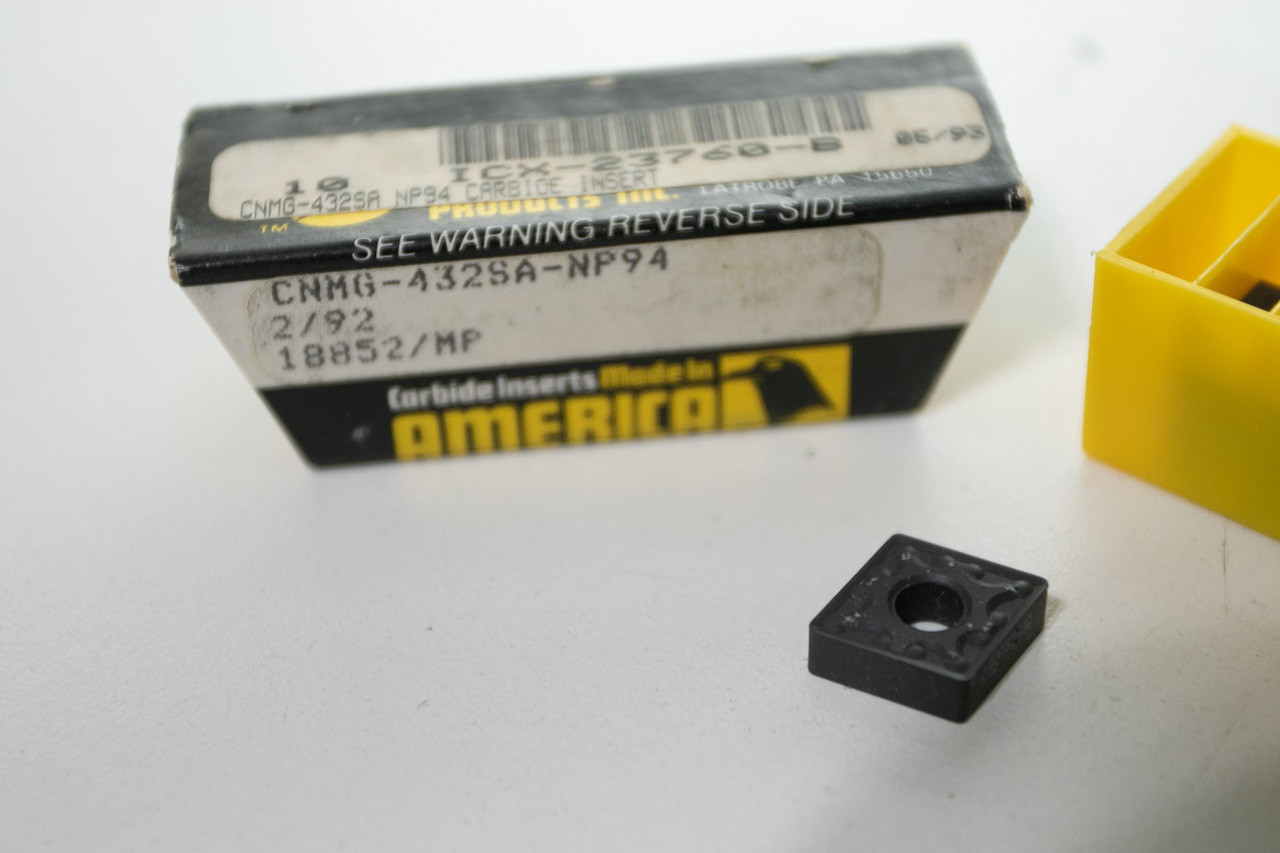 ICX-23760-B
06/93
10
CNMG-432SA NP94 CARBIDE INSERT
PRODUCTS INC. LATROBE PA 15650
TM
SEE WARNING REVERSE SIDE
CNMG-432SA-NP94
2/92
18852/MP
Carbide Inserts Made In
AMERICA